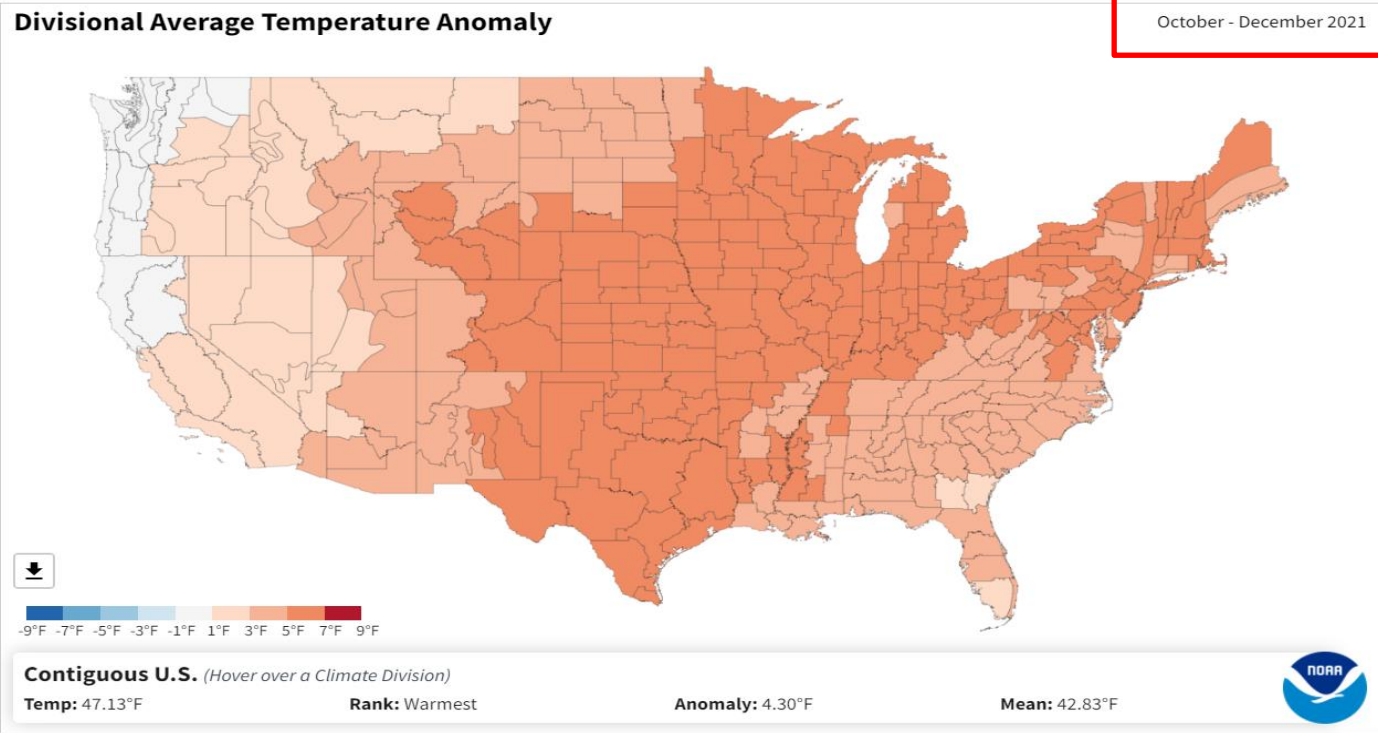 Divisional Average Temperature Anomaly
October - December 2021
-9°F -7°F -5°F -3°F -1°F 1°F 3°F 5°F 7°F 9°F
Contiguous U.S. (Hover over a Climate Division)
Temp: 47.13°F Rank: Warmest Anomaly: 4.30°F Mean: 42.83°F
NOAA